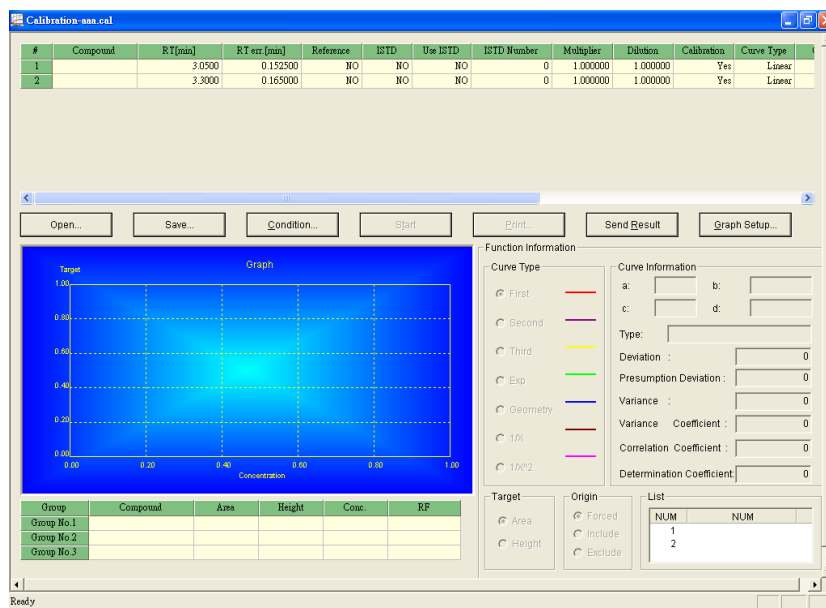 Calibration-aaa.cal
# Compound RT[min] RT err.[min] Reference ISTD Use ISTD ISTD Number Multiplier Dilution Calibration Curve Type
1 3.0500 0.152500 NO NO NO 0 1.000000 1.000000 Yes Linear
2 3.3000 0.165000 NO NO NO 0 1.000000 1.000000 Yes Linear
Open... Save... Condition... Start Print... Send Result Graph Setup...
Graph
Target
1.00
0.80
0.60
0.40
0.20
0.00
0.00 0.20 0.40 0.60 0.80 1.00
Concentration
Function Information
Curve Type
First
Second
Third
Exp
Geometry
1/X
1/X^2
Curve Information
a: b:
c: d:
Type:
Deviation : 0
Presumption Deviation : 0
Variance : 0
Variance Coefficient : 0
Correlation Coefficient : 0
Determination Coefficient: 0
Group Compound Area Height Conc. RF
Group No.1
Group No.2
Group No.3
Target
Area
Height
Origin
Forced
Include
Exclude
List
NUM NUM
1
2
Ready